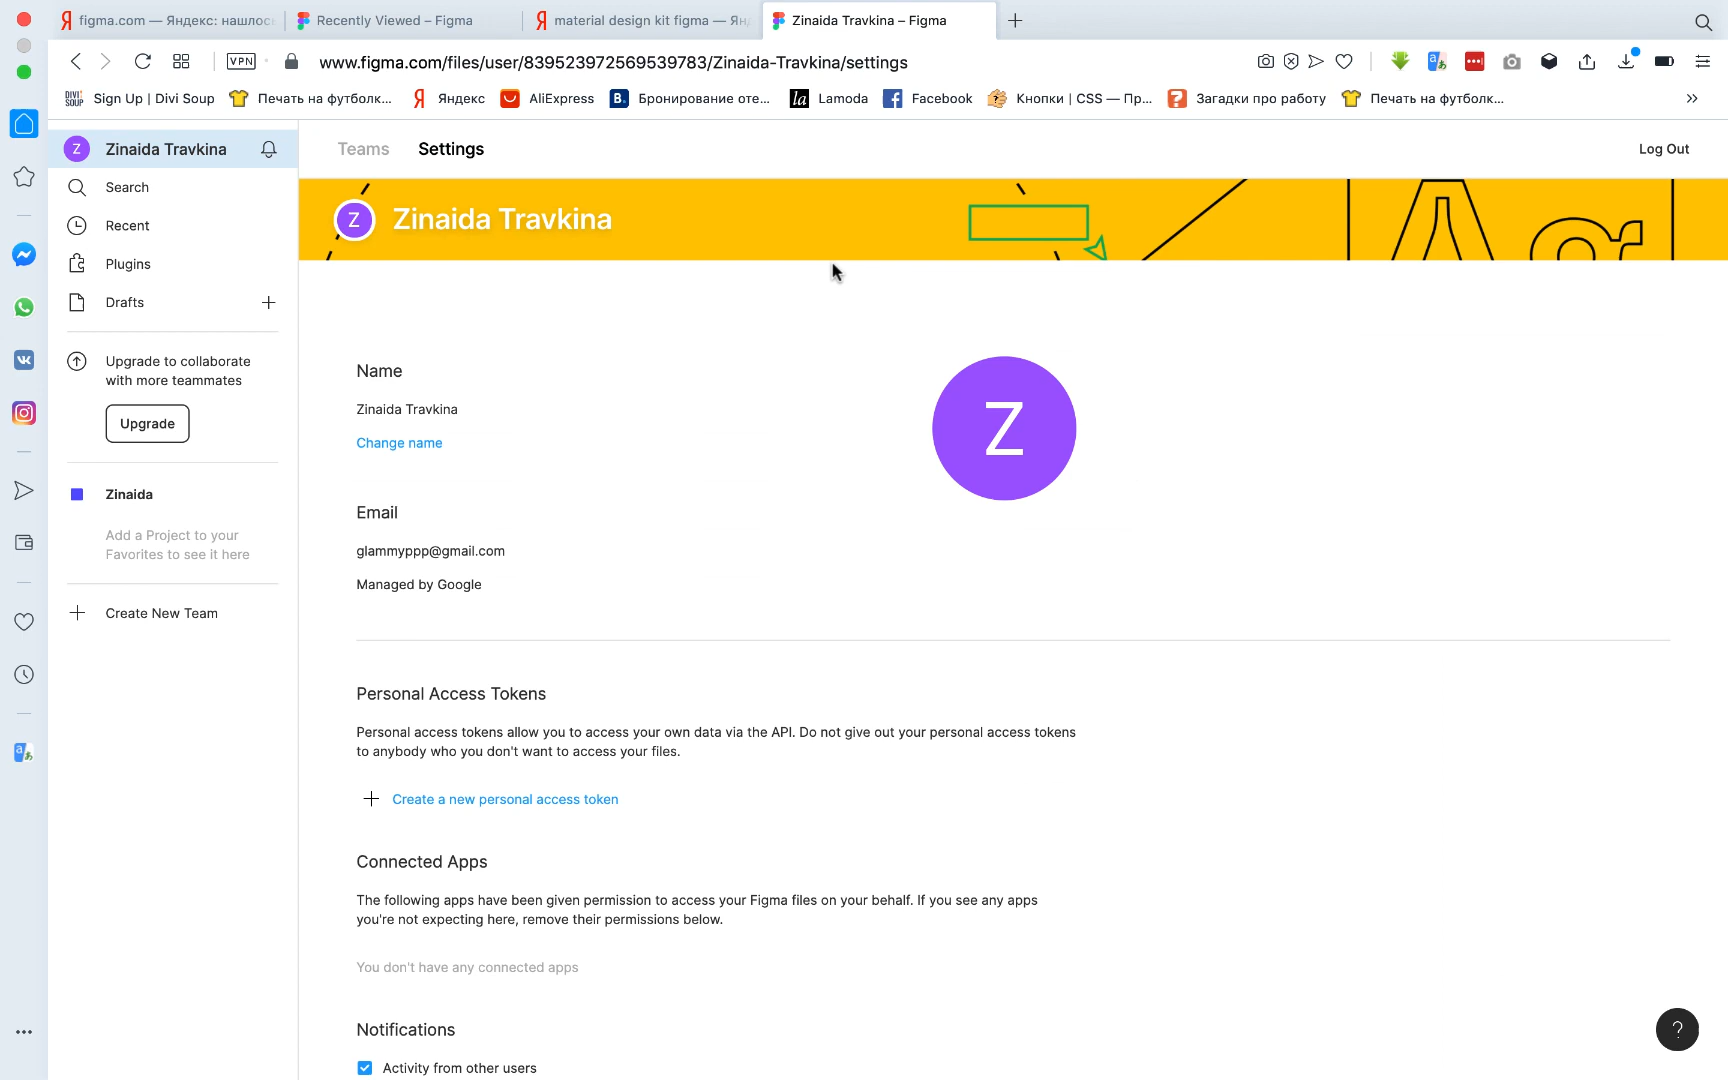 figma.com — Яндекс: нашлос
Recently Viewed – Figma
material design kit figma — Ян
Zinaida Travkina – Figma
VPN
www.figma.com/files/user/839523972569539783/Zinaida-Travkina/settings
DIVI SOUP
Sign Up | Divi Soup
Печать на футболк...
Я
Яндекс
AliExpress
B.
Бронирование оте...
la
Lamoda
Facebook
Кнопки | CSS — Пр...
Загадки про работу
Печать на футболк...
Z
Zinaida Travkina
Teams
Settings
Log Out
Search
Z
Zinaida Travkina
Ag
Recent
Plugins
Drafts
Upgrade to collaborate
with more teammates
Upgrade
Name
Zinaida Travkina
Change name
Z
Zinaida
Add a Project to your
Favorites to see it here
Email
glammyppp@gmail.com
Managed by Google
Create New Team
Personal Access Tokens
Personal access tokens allow you to access your own data via the API. Do not give out your personal access tokens
to anybody who you don't want to access your files.
Create a new personal access token
Connected Apps
The following apps have been given permission to access your Figma files on your behalf. If you see any apps
you're not expecting here, remove their permissions below.
You don't have any connected apps
Notifications
Activity from other users
?